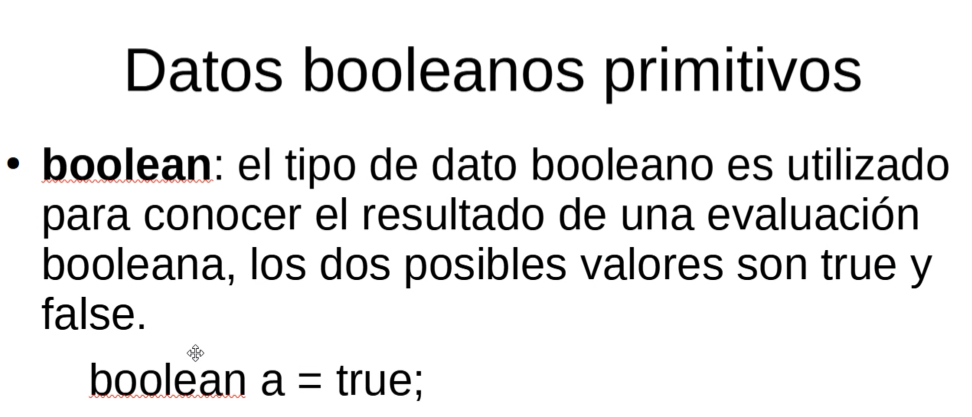 Datos booleanos primitivos
• boolean: el tipo de dato booleano es utilizado
para conocer el resultado de una evaluación
booleana, los dos posibles valores son true y
false.
boolean a = true;